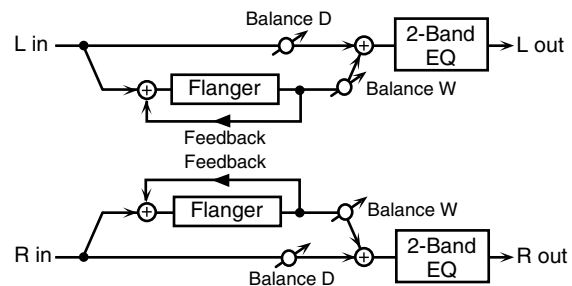 Balance D
L in
+
2-Band
EQ
L out
+
Flanger
Balance W
Feedback
Feedback
+
Flanger
Balance W
R in
+
2-Band
EQ
R out
Balance D